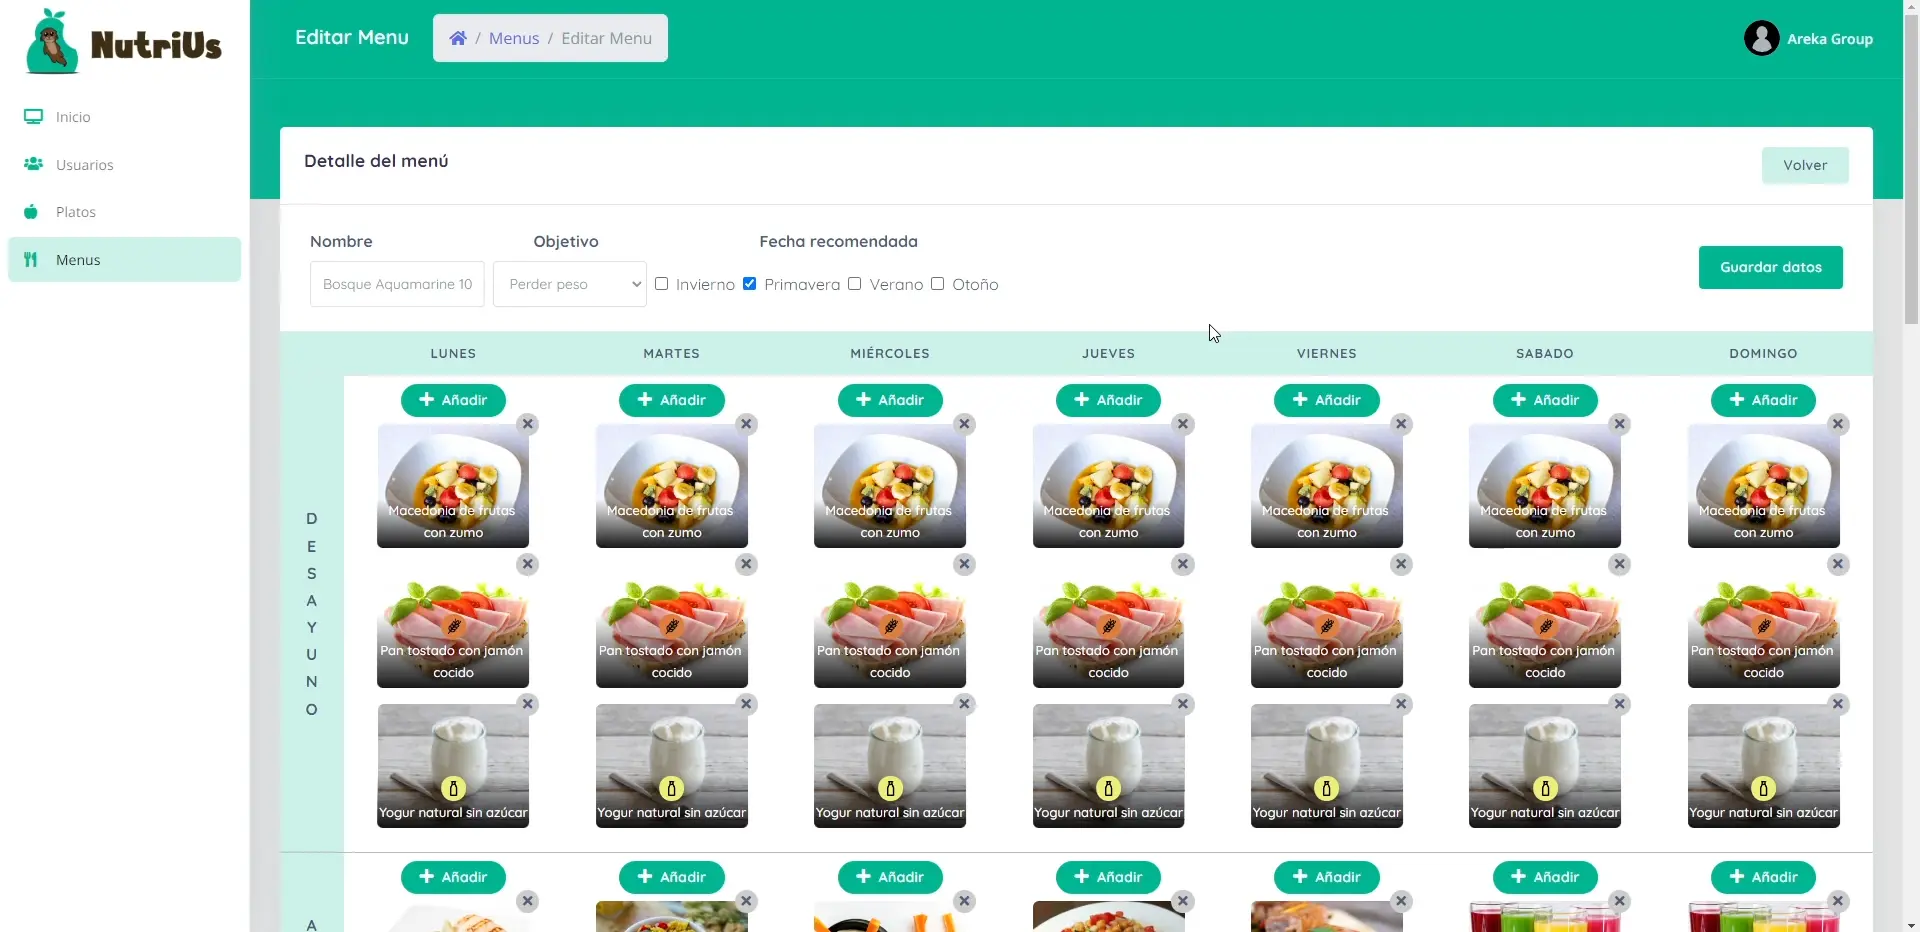 NutriUs
Inicio
Usuarios
Platos
Menus
Editar Menu
/ Menus / Editar Menu
Areka Group
Detalle del menú
Volver
Nombre
Objetivo
Fecha recomendada
Bosque Aquamarine 10
Perder peso
Invierno
Primavera
Verano
Otoño
Guardar datos
LUNES MARTES MIÉRCOLES JUEVES VIERNES SABADO DOMINGO
DESAYUNO
Añadir Añadir Añadir Añadir Añadir Añadir Añadir
Macedonia de frutas Macedonia de frutas Macedonia de frutas Macedonia de frutas Macedonia de frutas Macedonia de frutas Macedonia de frutas
con zumo con zumo con zumo con zumo con zumo con zumo con zumo
Pan tostado con jamón Pan tostado con jamón Pan tostado con jamón Pan tostado con jamón Pan tostado con jamón Pan tostado con jamón Pan tostado con jamón
cocido cocido cocido cocido cocido cocido cocido
Yogur natural sin azúcar Yogur natural sin azúcar Yogur natural sin azúcar Yogur natural sin azúcar Yogur natural sin azúcar Yogur natural sin azúcar Yogur natural sin azúcar
Añadir Añadir Añadir Añadir Añadir Añadir Añadir
A